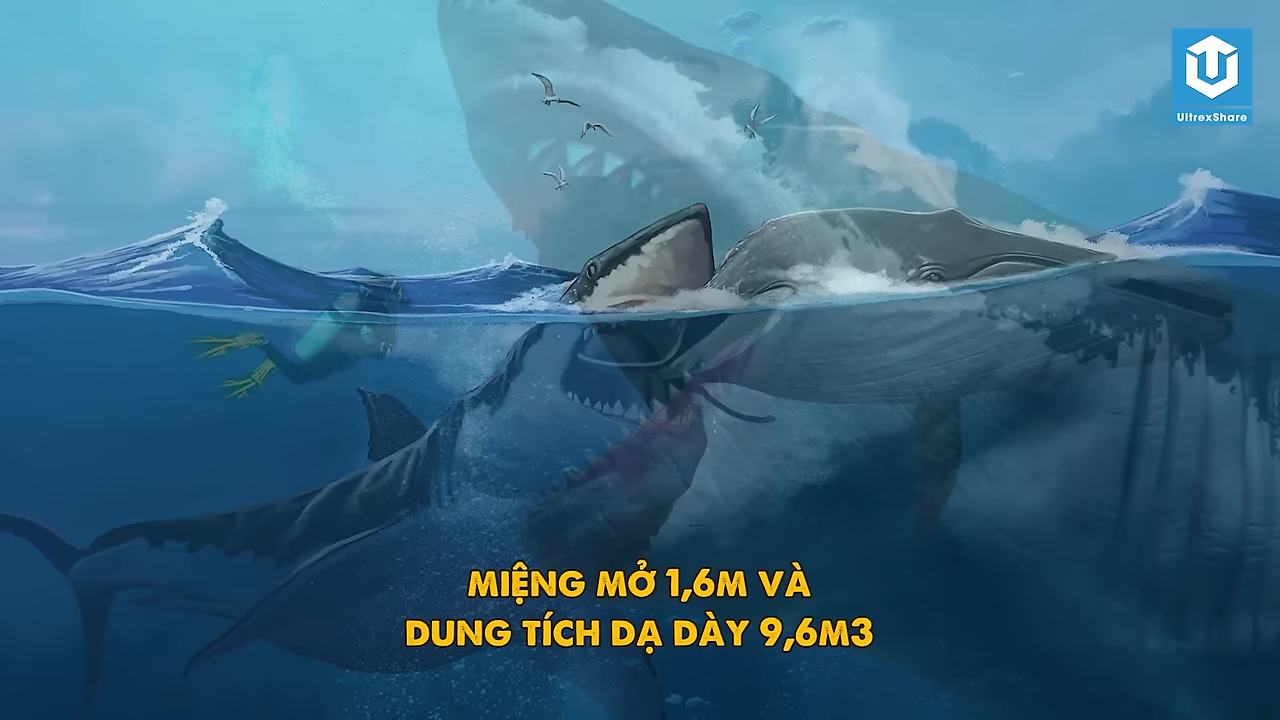 UltrexShare
MIỆNG MỞ 1,6M VÀ
DUNG TÍCH DẠ DÀY 9,6M3